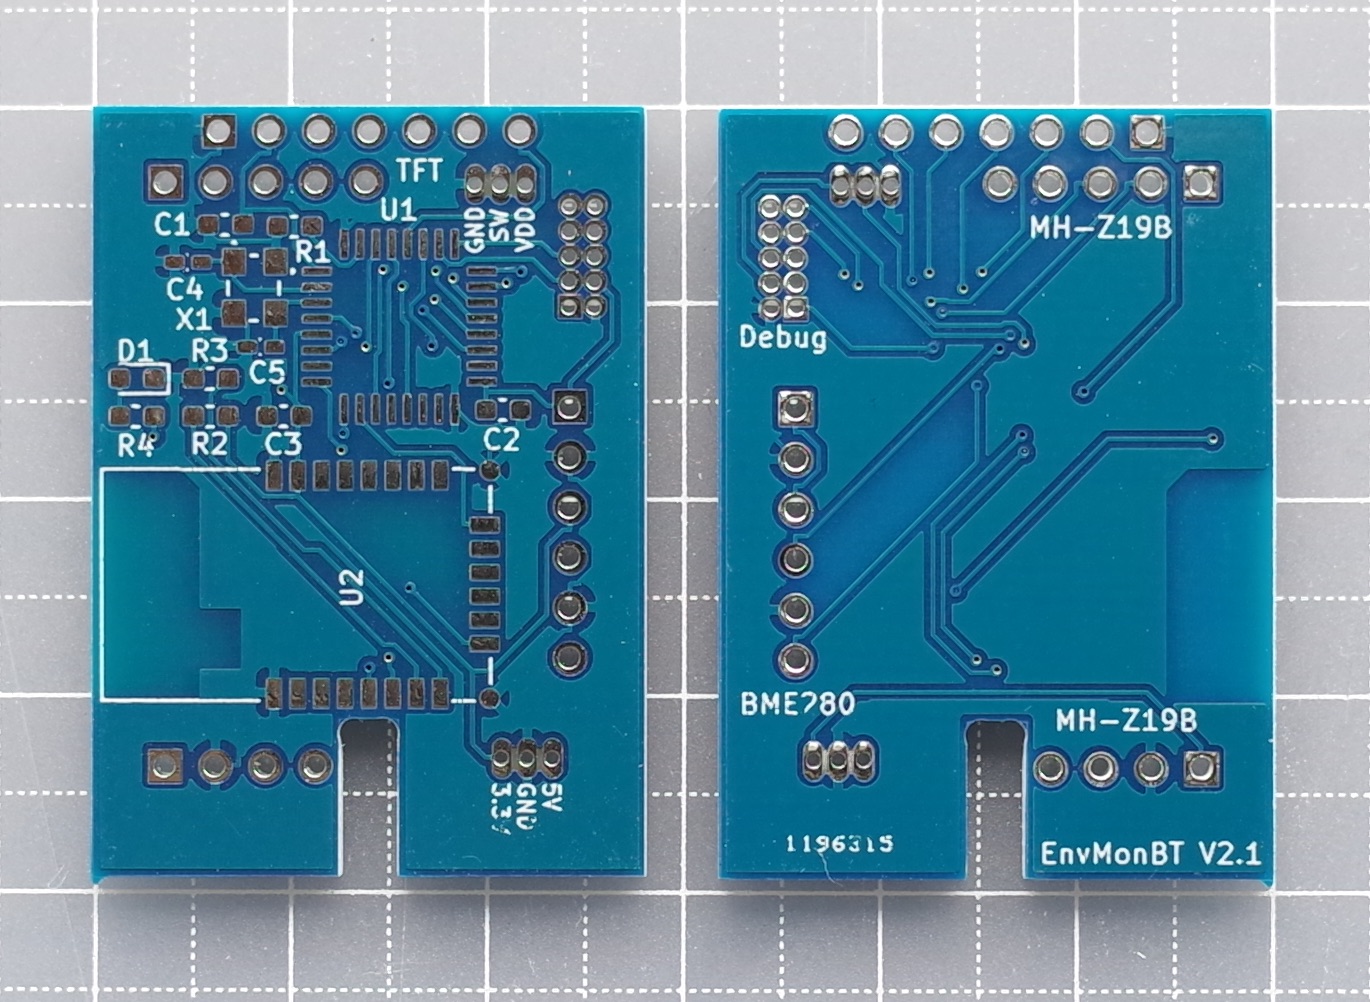 TFT
C1
U1
GND
SW
VDD
R1
C4
X1
D1
R3
C5
R4
R2
C3
C2
U2
3.3V
GND
5V
MH-Z19B
Debug
BME280
MH-Z19B
1196315
EnvMonBT V2.1